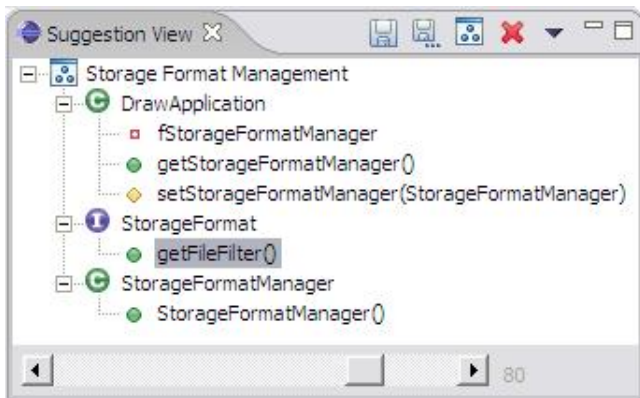 Suggestion View
Storage Format Management
C DrawApplication
fStorageFormatManager
getStorageFormatManager()
setStorageFormatManager(StorageFormatManager)
I StorageFormat
getFileFilter()
C StorageFormatManager
StorageFormatManager()
80